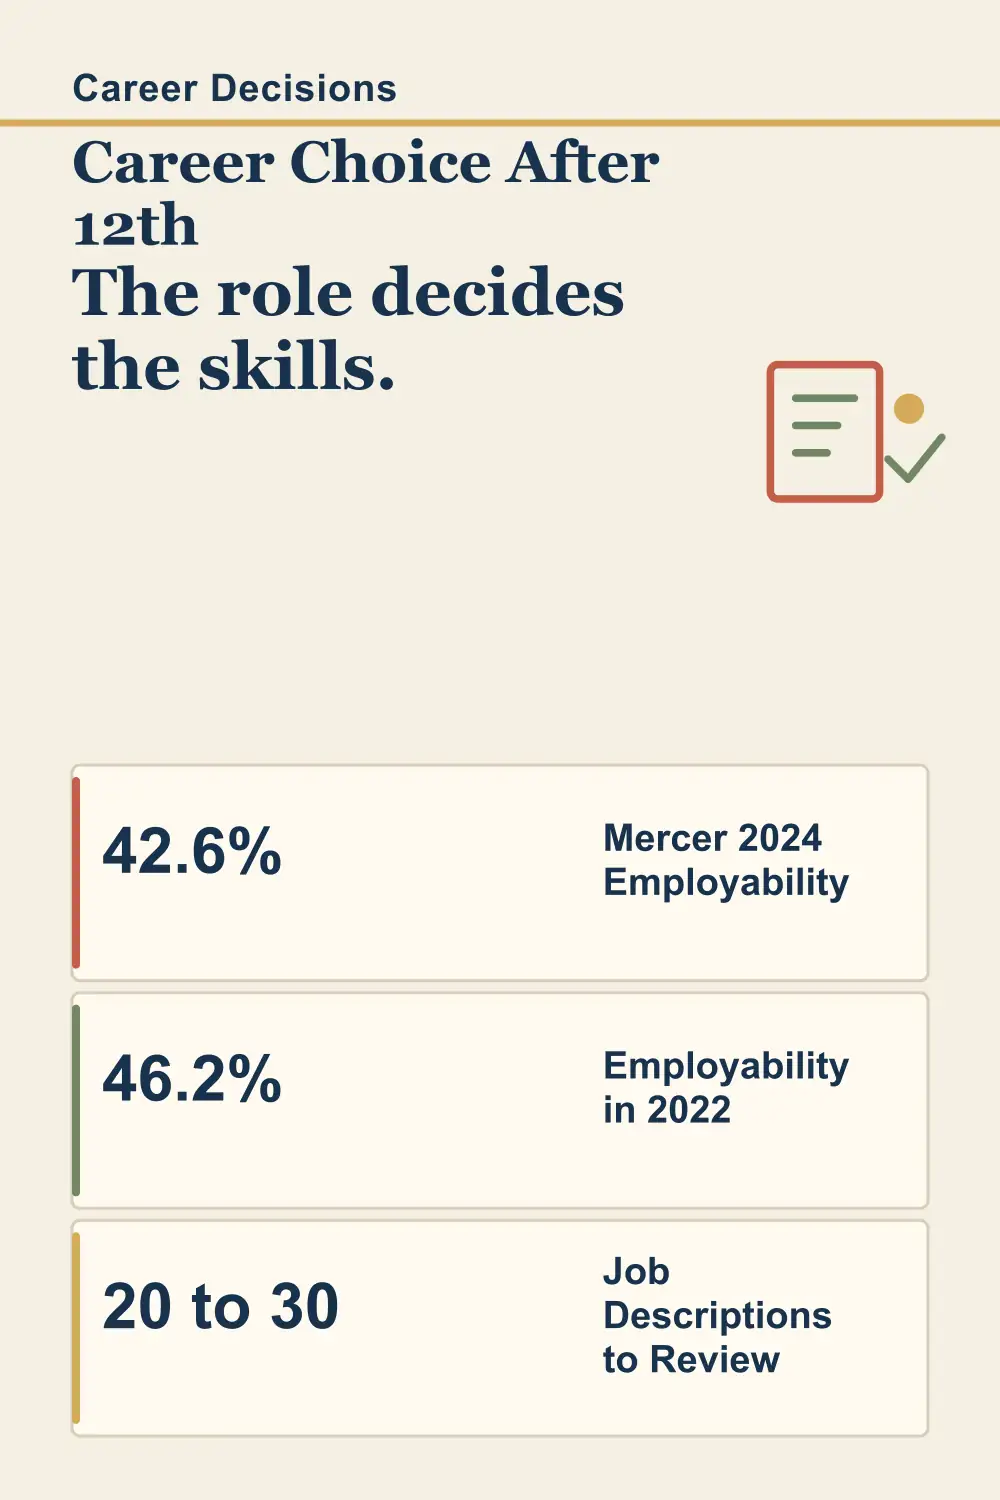 Career Decisions
Career Choice After
12th
The role decides
the skills.
42.6%
Mercer 2024
Employability
46.2%
Employability
in 2022
20 to 30
Job
Descriptions
to Review